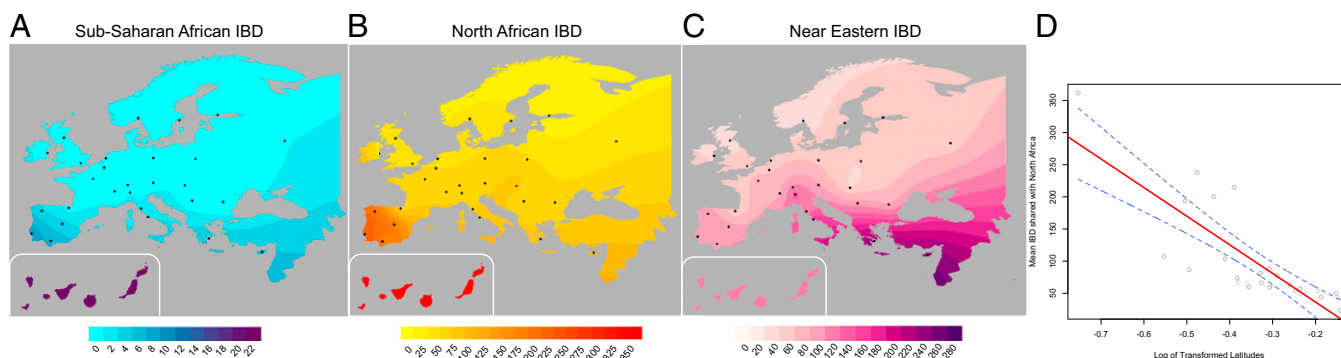 A Sub-Saharan African IBD
B North African IBD
C Near Eastern IBD
D
0 2 4 6 8 10 12 14 16 18 20 22
0 25 50 75 100 125 150 175 200 225 250 275 300 325 350
0 20 40 60 80 100 120 140 160 180 200 220 240 260 280
Mean IBD shared with North Africa
350
300
250
200
150
100
50
-0.7 -0.6 -0.5 -0.4 -0.3 -0.2
Log of Transformed Latitudes